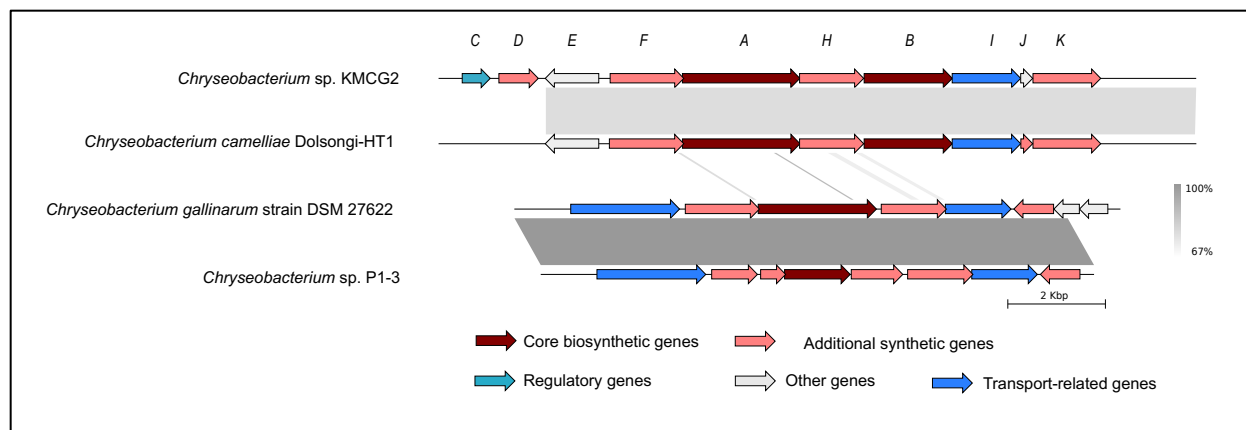 C D E F A H B I J K
Chryseobacterium sp. KMCG2
Chryseobacterium camelliae Dolsongi-HT1
Chryseobacterium gallinarum strain DSM 27622
Chryseobacterium sp. P1-3
100%
67%
2 Kbp
Core biosynthetic genes
Additional synthetic genes
Regulatory genes
Other genes
Transport-related genes